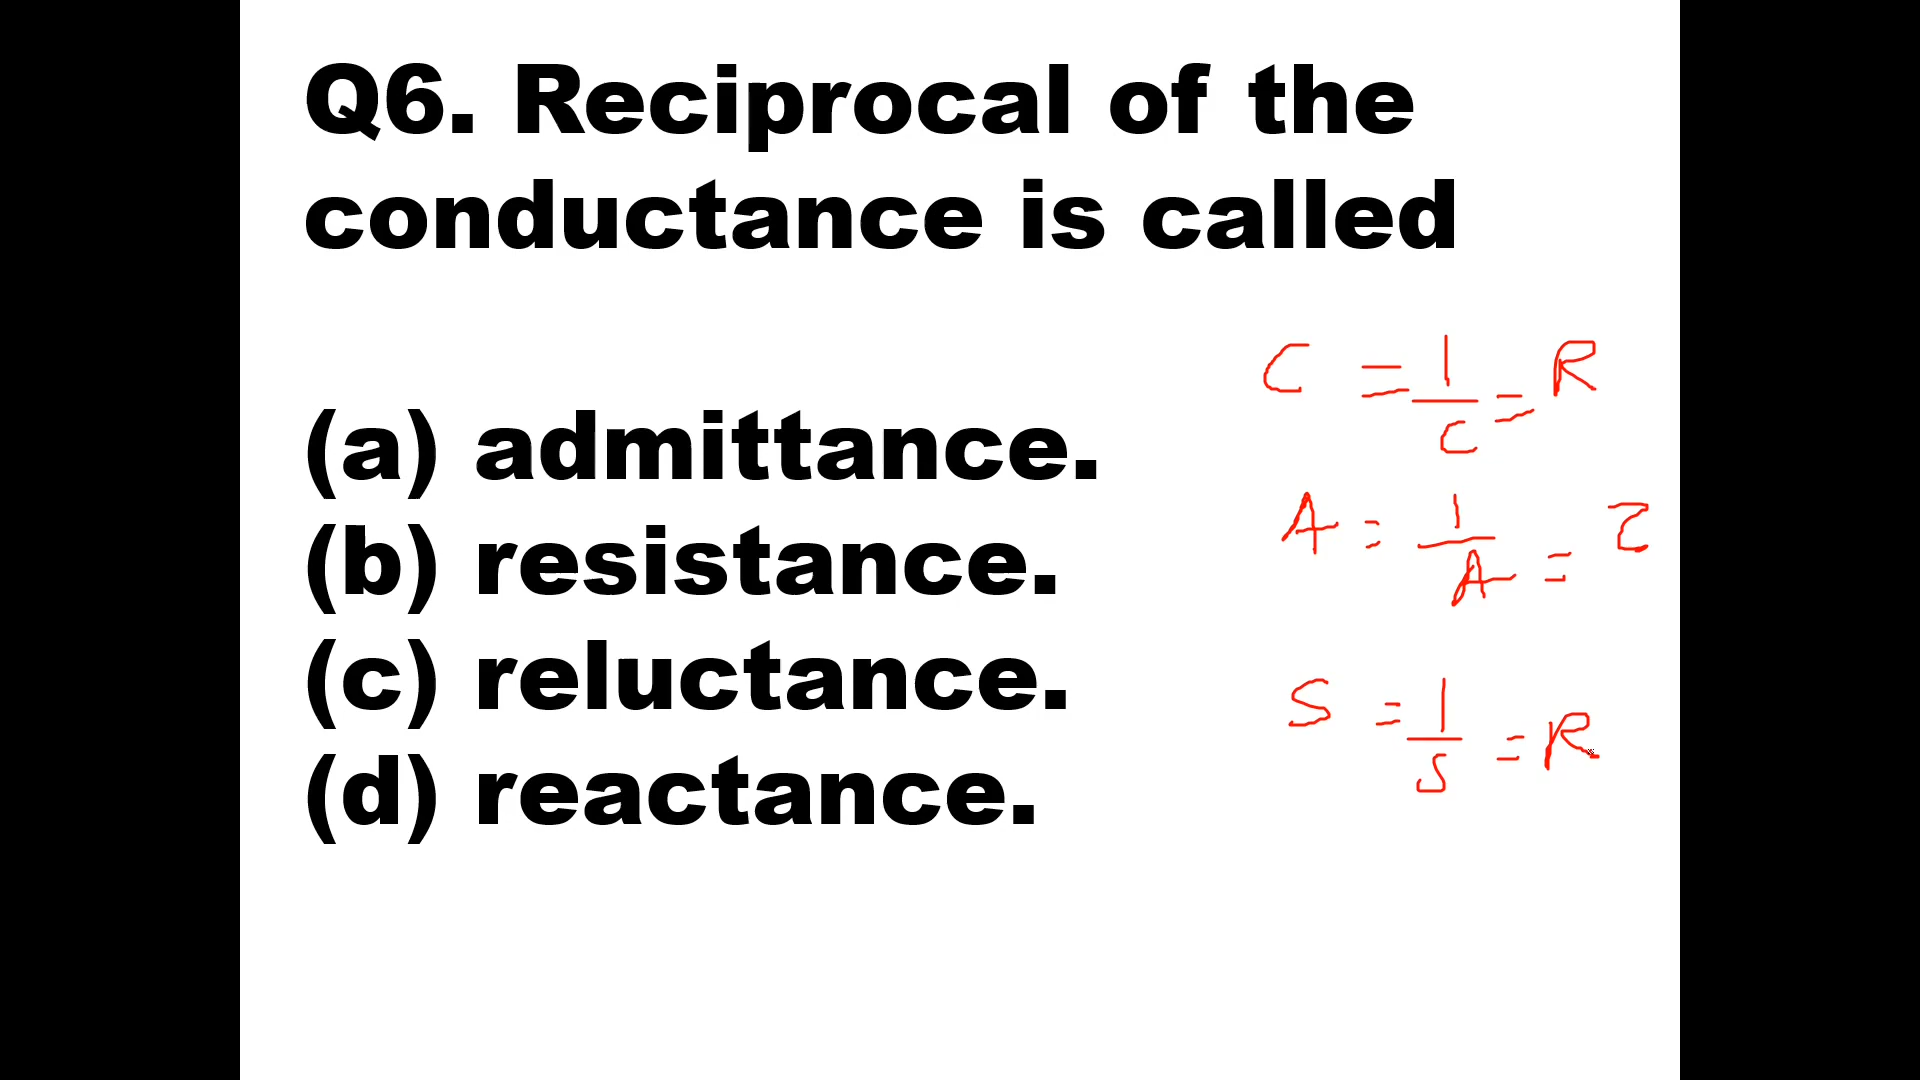 Q6. Reciprocal of the
conductance is called
C = 1/C = R
(a) admittance.
A = 1/A = Z
(b) resistance.
(c) reluctance.
S = 1/S = R
(d) reactance.